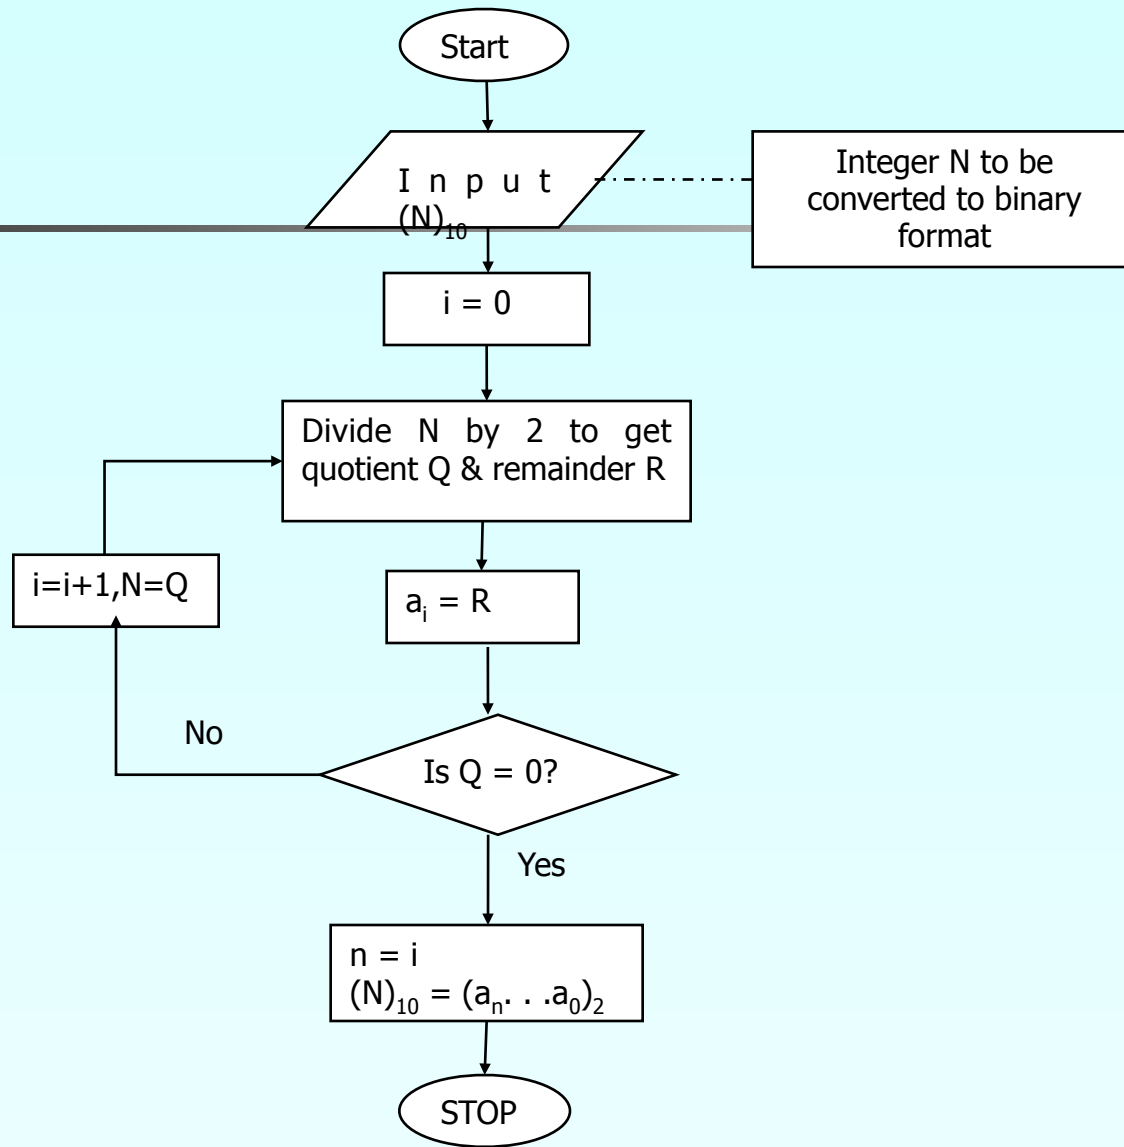 Start
I n p u t
(N)₁₀
Integer N to be
converted to binary
format
i = 0
Divide N by 2 to get
quotient Q & remainder R
i=i+1,N=Q
aᵢ = R
No
Is Q = 0?
Yes
n = i
(N)₁₀ = (aₙ. . .a₀)₂
STOP